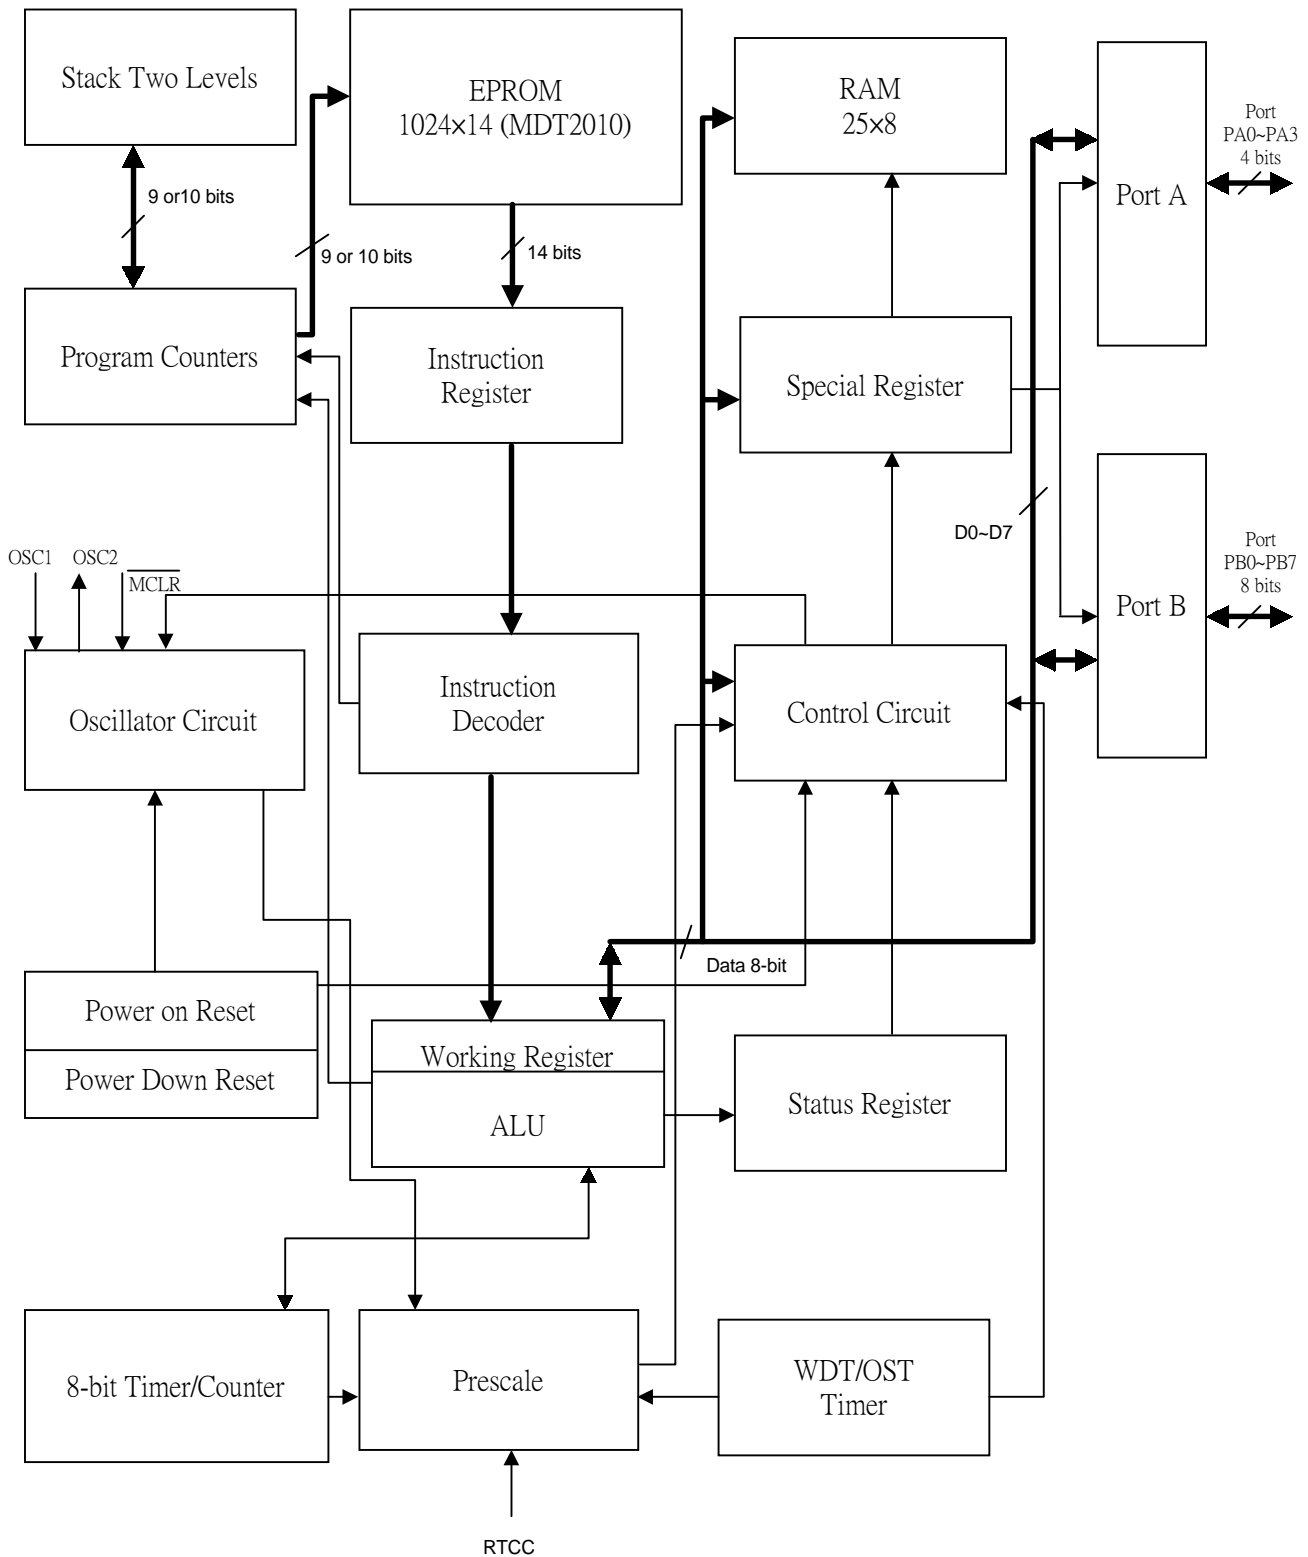 Stack Two Levels
EPROM
1024×14 (MDT2010)
RAM
25×8
Port
PA0~PA3
4 bits
Port A
9 or10 bits
9 or 10 bits
14 bits
Program Counters
Instruction
Register
Special Register
D0~D7
OSC1
OSC2
MCLR
Port
PB0~PB7
8 bits
Port B
Oscillator Circuit
Instruction
Decoder
Control Circuit
Data 8-bit
Power on Reset
Power Down Reset
Working Register
ALU
Status Register
8-bit Timer/Counter
Prescale
WDT/OST
Timer
RTCC